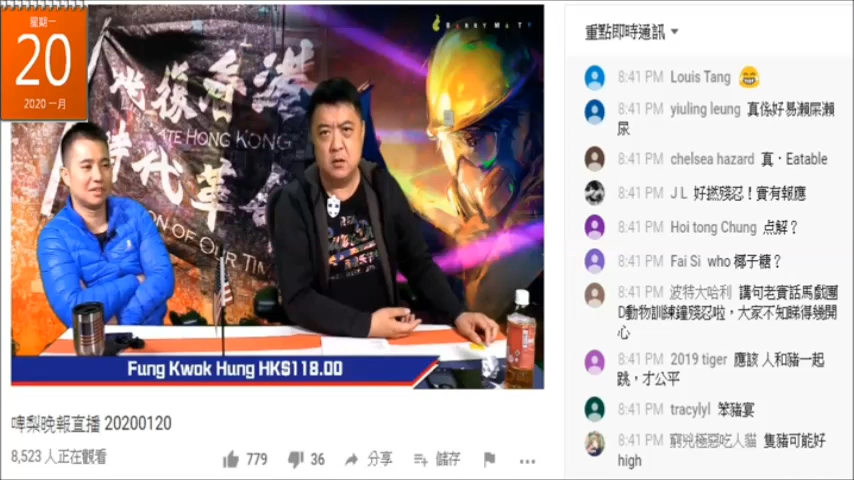 星期一
20
2020 一月
BARRY MA TV
光復香港
LIBERATE HONG KONG
時代革命
REVOLUTION OF OUR TIMES
Fung Kwok Hung HK$118.00
啤梨晚報直播 20200120
8,523 人正在觀看
779
36
分享
儲存
重點即時通訊
8:41 PM Louis Tang
8:41 PM yiuling leung 真係好易瀨屎瀨
尿
8:41 PM chelsea hazard 真·Eatable
8:41 PM J L 好撚殘忍！實有報應
8:41 PM Hoi tong Chung 点解？
8:41 PM Fai Si who 椰子糖？
8:41 PM 波特大哈利 講句老實話馬戲團
D動物訓練鐘殘忍啦，大家不知睇得幾開
心
8:41 PM 2019 tiger 應該 人和豬一起
跳，才公平
8:41 PM tracylyl 笨豬宴
8:41 PM 窮兇極惡吃人貓 隻豬可能好
high